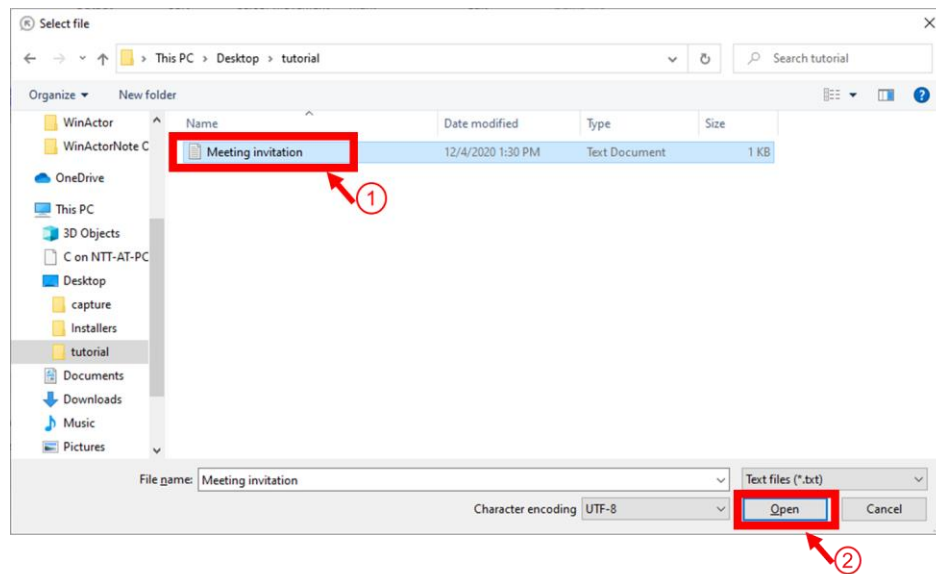 Select file
This PC > Desktop > tutorial
Search tutorial
Organize
New folder
Name
Date modified
Type
Size
WinActor
WinActorNote C
OneDrive
This PC
3D Objects
C on NTT-AT-PC
Desktop
capture
Installers
tutorial
Documents
Downloads
Music
Pictures
Meeting invitation
12/4/2020 1:30 PM
Text Document
1 KB
1
File name: Meeting invitation
Text files (*.txt)
Character encoding UTF-8
Open
Cancel
2